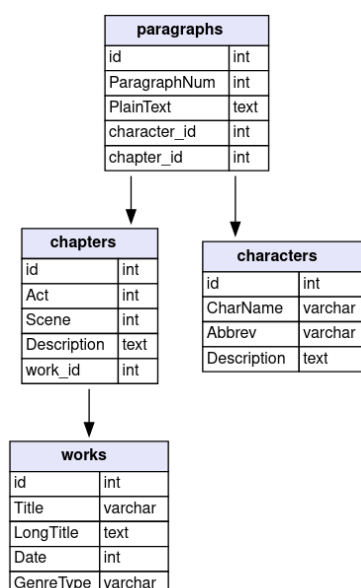 paragraphs
id int
ParagraphNum int
PlainText text
character_id int
chapter_id int
chapters
id int
Act int
Scene int
Description text
work_id int
characters
id int
CharName varchar
Abbrev varchar
Description text
works
id int
Title varchar
LongTitle text
Date int
GenreType varchar